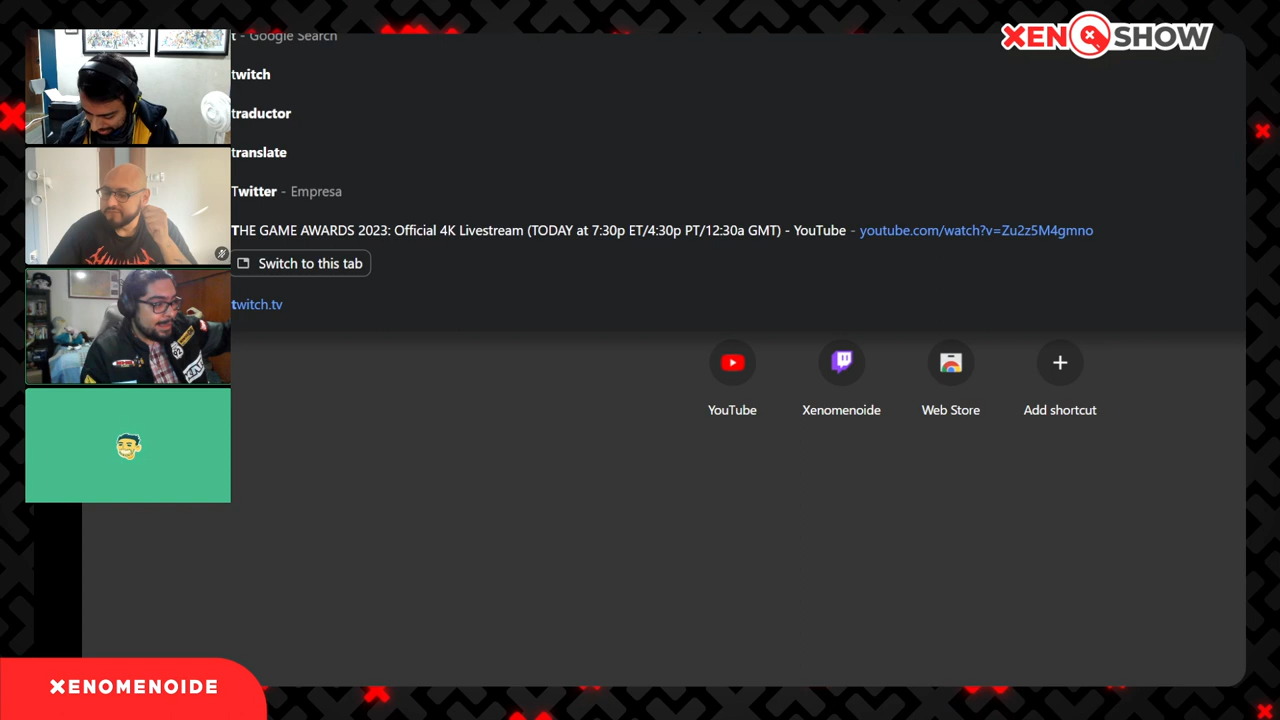 XEN SHOW
t - Google Search
twitch
traductor
translate
Twitter - Empresa
THE GAME AWARDS 2023: Official 4K Livestream (TODAY at 7:30p ET/4:30p PT/12:30a GMT) - YouTube - youtube.com/watch?v=Zu2z5M4gmno
Switch to this tab
twitch.tv
YouTube
Xenomenoide
Web Store
Add shortcut
XENOMENOIDE